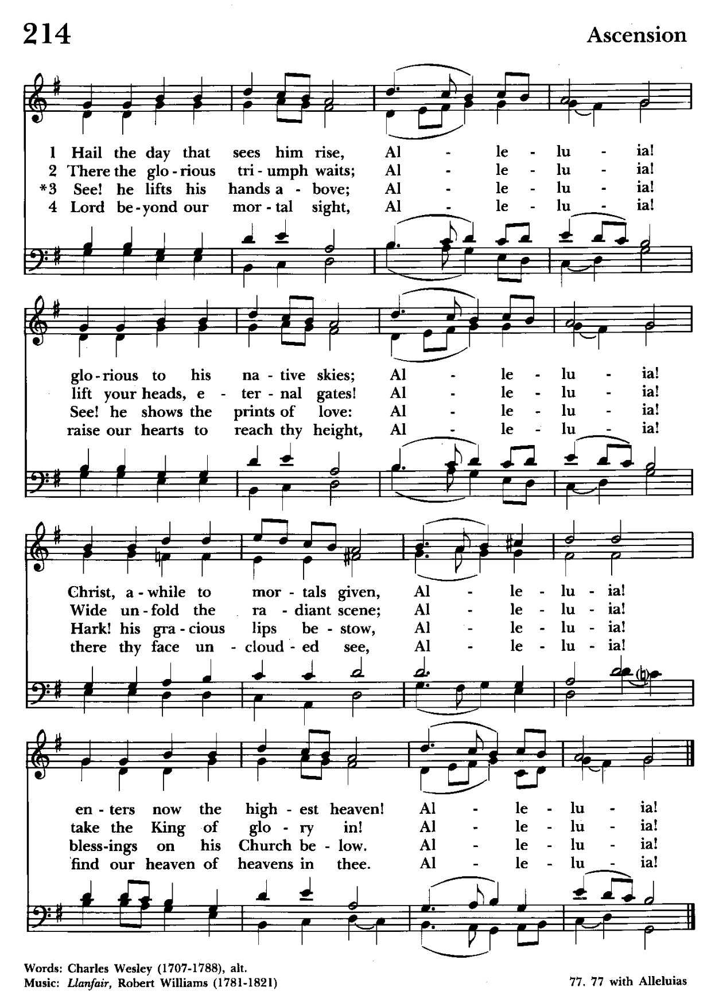 214
Ascension
1 Hail the day that sees him rise, Al - le - lu - ia!
2 There the glo - rious tri - umph waits; Al - le - lu - ia!
*3 See! he lifts his hands a - bove; Al - le - lu - ia!
4 Lord be - yond our mor - tal sight, Al - le - lu - ia!
glo - rious to his na - tive skies; Al - le - lu - ia!
lift your heads, e - ter - nal gates! Al - le - lu - ia!
See! he shows the prints of love: Al - le - lu - ia!
raise our hearts to reach thy height, Al - le - lu - ia!
Christ, a - while to mor - tals given, Al - le - lu - ia!
Wide un - fold the ra - diant scene; Al - le - lu - ia!
Hark! his gra - cious lips be - stow, Al - le - lu - ia!
there thy face un - cloud - ed see, Al - le - lu - ia!
en - ters now the high - est heaven! Al - le - lu - ia!
take the King of glo - ry in! Al - le - lu - ia!
bless - ings on his Church be - low. Al - le - lu - ia!
find our heaven of heavens in thee. Al - le - lu - ia!
Words: Charles Wesley (1707-1788), alt.
Music: Llanfair, Robert Williams (1781-1821)
77. 77 with Alleluias